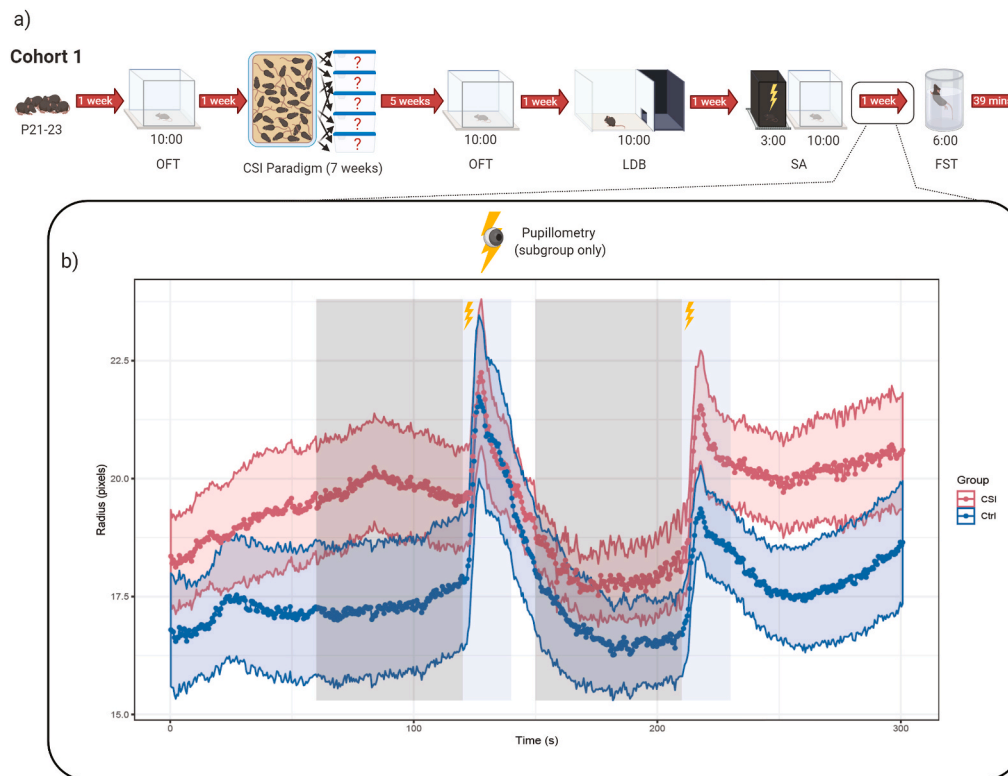 a)
Cohort 1
1 week
1 week
5 weeks
1 week
1 week
1 week
39 min
P21-23
? ? ? ? ?
10:00
10:00
10:00
3:00
10:00
6:00
OFT
CSI Paradigm (7 weeks)
OFT
LDB
SA
FST
Pupillometry
(subgroup only)
b)
22.5
20.0
17.5
15.0
Radius (pixels)
0
100
200
300
Time (s)
Group
CSI
Ctrl